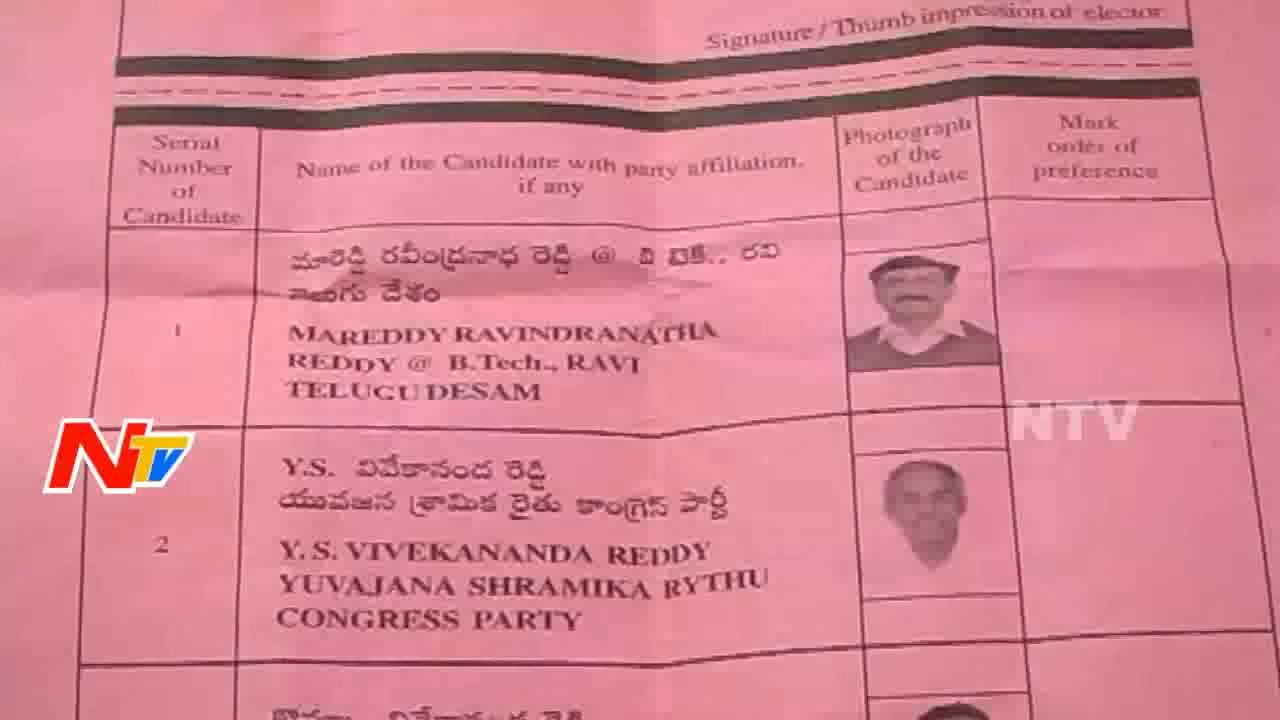 Signature / Thumb impression of elector
Serial
Number
of
Candidate
Name of the Candidate with party affiliation,
if any
Photograph
of the
Candidate
Mark
order of
preference
1
మారెడ్డి రవీంద్రనాథ రెడ్డి @ బి టెక్.. రవి
తెలుగు దేశం
MAREDDY RAVINDRANATHA
REDDY @ B.Tech., RAVI
TELUGU DESAM
NTV
NTV
2
Y.S. వివేకానంద రెడ్డి
యువజన శ్రామిక రైతు కాంగ్రెస్ పార్టీ
Y. S. VIVEKANANDA REDDY
YUVAJANA SHRAMIKA RYTHU
CONGRESS PARTY